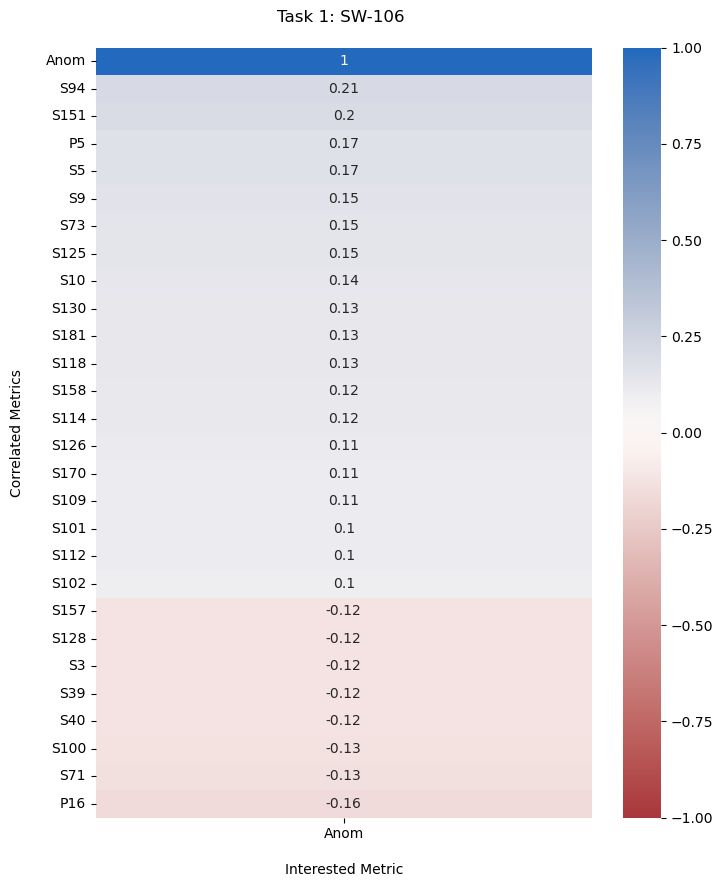 Task 1: SW-106
Anom 1 1.00
S94 0.21
S151 0.2
P5 0.17 0.75
S5 0.17
S9 0.15
S73 0.15
S125 0.15 0.50
S10 0.14
S130 0.13
S181 0.13 0.25
S118 0.13
S158 0.12
S114 0.12
S126 0.11 0.00
S170 0.11
S109 0.11
S101 0.1 −0.25
S112 0.1
S102 0.1
S157 -0.12
S128 -0.12 −0.50
S3 -0.12
S39 -0.12
S40 -0.12 −0.75
S100 -0.13
S71 -0.13
P16 -0.16
−1.00
Correlated Metrics
Anom
Interested Metric